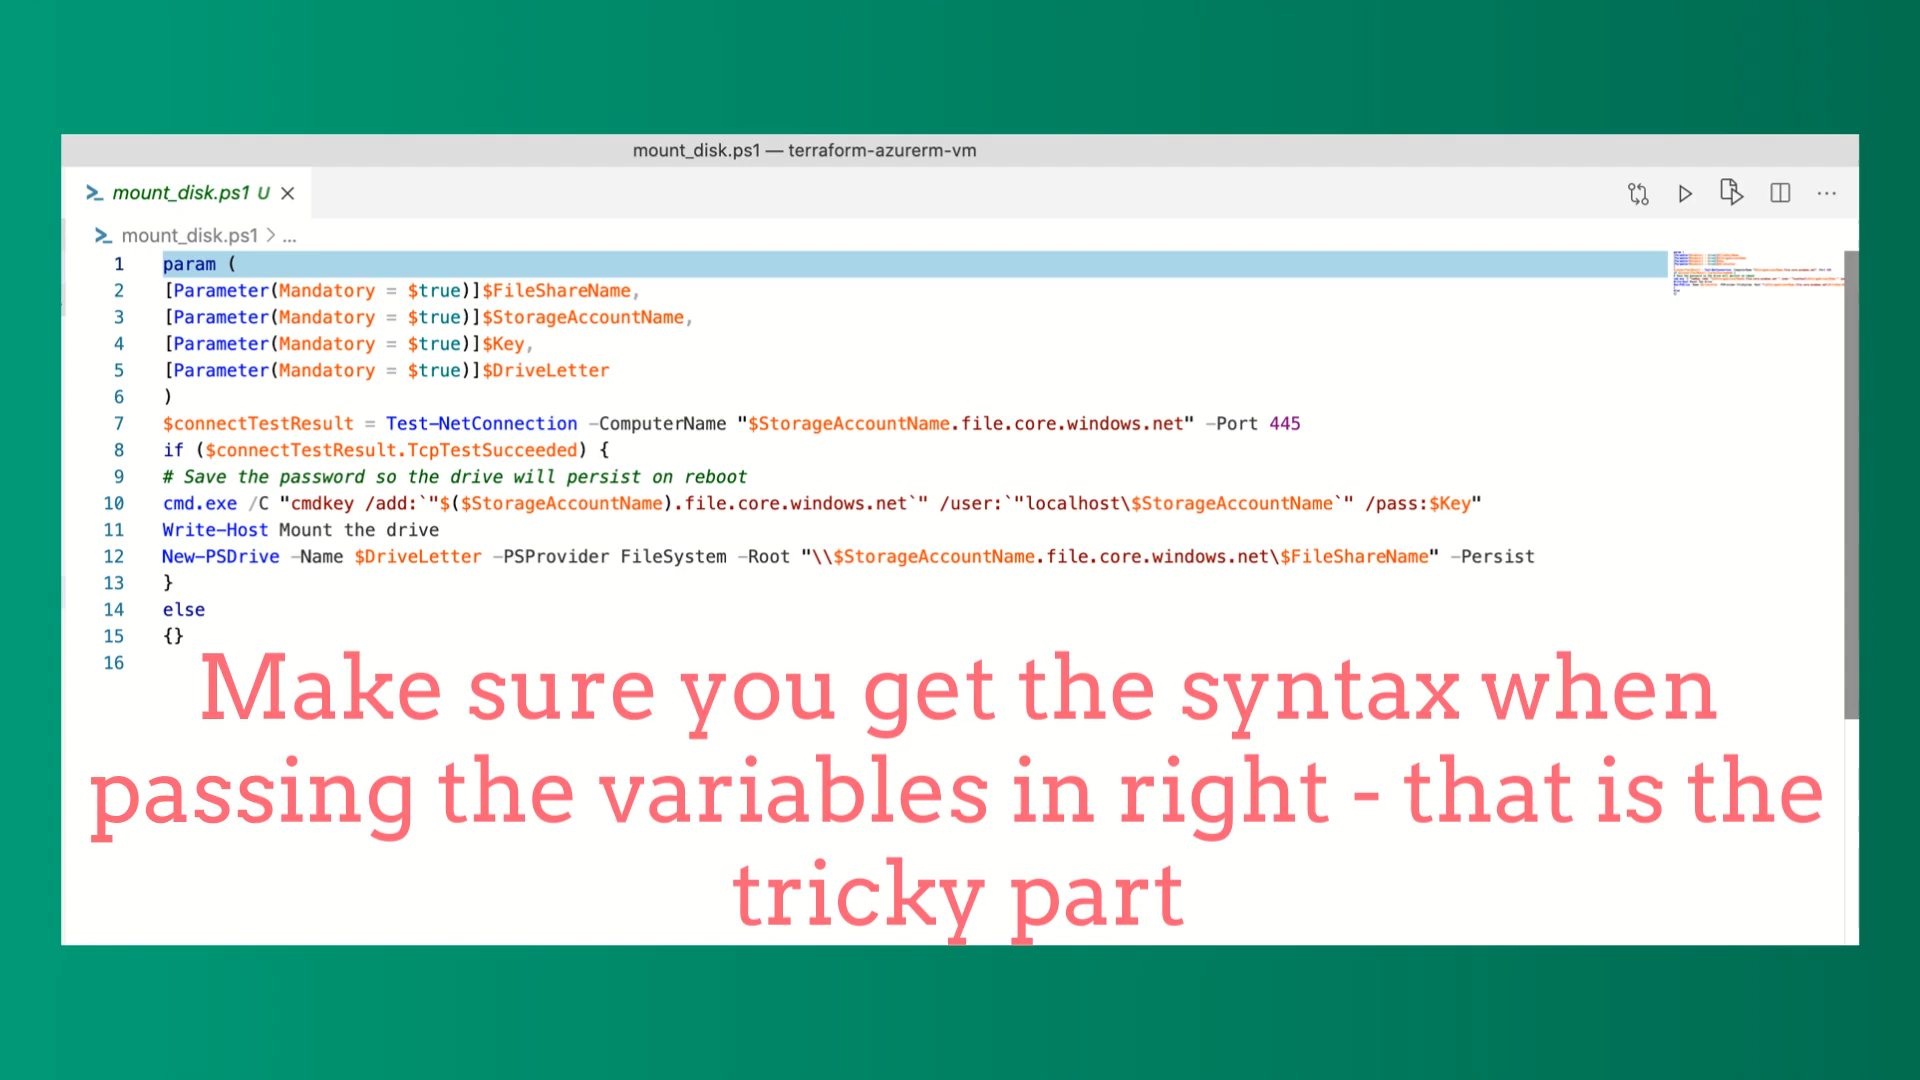 mount_disk.ps1 — terraform-azurerm-vm
mount_disk.ps1 U
mount_disk.ps1 > ...
1 param (
2 [Parameter(Mandatory = $true)]$FileShareName,
3 [Parameter(Mandatory = $true)]$StorageAccountName,
4 [Parameter(Mandatory = $true)]$Key,
5 [Parameter(Mandatory = $true)]$DriveLetter
6 )
7 $connectTestResult = Test-NetConnection -ComputerName "$StorageAccountName.file.core.windows.net" -Port 445
8 if ($connectTestResult.TcpTestSucceeded) {
9 # Save the password so the drive will persist on reboot
10 cmd.exe /C "cmdkey /add:`"$($StorageAccountName).file.core.windows.net`" /user:`"localhost\$StorageAccountName`" /pass:$Key"
11 Write-Host Mount the drive
12 New-PSDrive -Name $DriveLetter -PSProvider FileSystem -Root "\\$StorageAccountName.file.core.windows.net\$FileShareName" -Persist
13 }
14 else
15 {}
16
Make sure you get the syntax when
passing the variables in right - that is the
tricky part